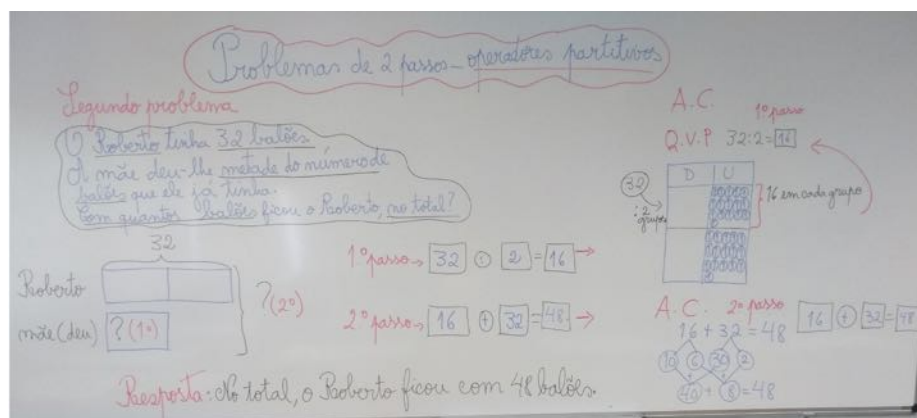 Problemas de 2 passos - operadores partitivos
Segundo problema
O Roberto tinha 32 balões.
A mãe deu-lhe metade do número de
balões que ele já tinha.
Com quantos balões ficou o Roberto, no total?
32
Roberto
mãe (deu) ? (1º)
? (2º)
1º passo → 32 : 2 = 16 →
2º passo → 16 + 32 = 48 →
Resposta: No total, o Roberto ficou com 48 balões.
A.C.
1º passo
Q.V.P 32:2=16
D U
32
: 2
grupos
16 em cada grupo
A.C. 2º passo
16 + 32 = 48
16 + 32 = 48
10 6 30 2
40 + 8 = 48